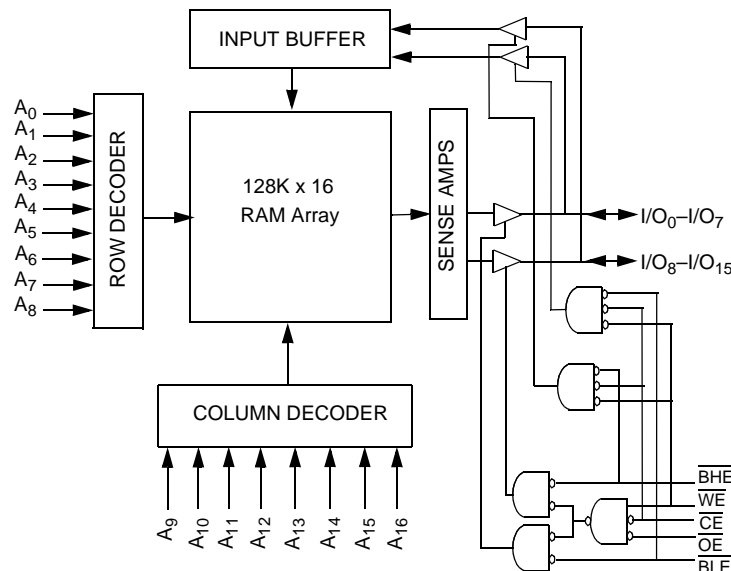 INPUT BUFFER
A0
A1
A2
A3
A4
A5
A6
A7
A8
ROW DECODER
128K x 16
RAM Array
SENSE AMPS
I/O0–I/O7
I/O8–I/O15
COLUMN DECODER
A9
A10
A11
A12
A13
A14
A15
A16
BHE
WE
CE
OE
BLE